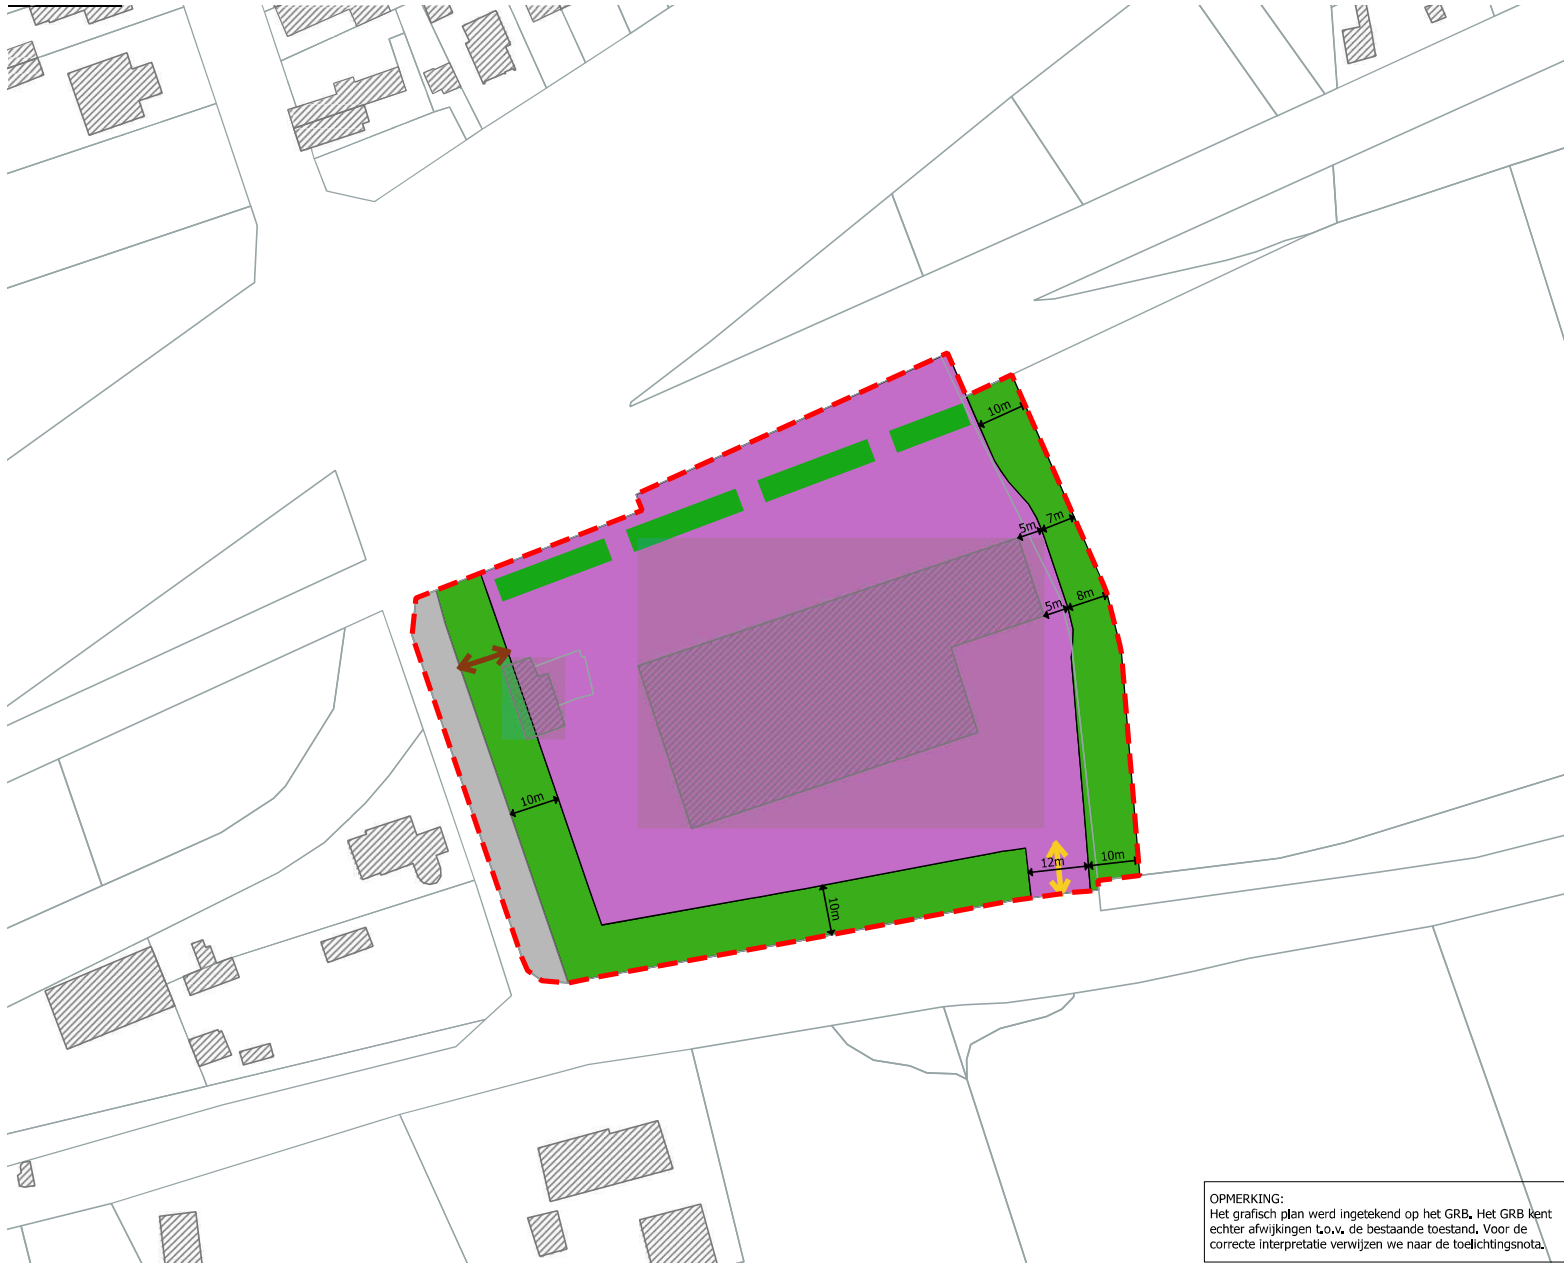 10m
7m
5m
8m
5m
10m
12m
10m
10m
OPMERKING:
Het grafisch plan werd ingetekend op het GRB. Het GRB kent
echter afwijkingen t.o.v. de bestaande toestand. Voor de
correcte interpretatie verwijzen we naar de toelichtingsnota.